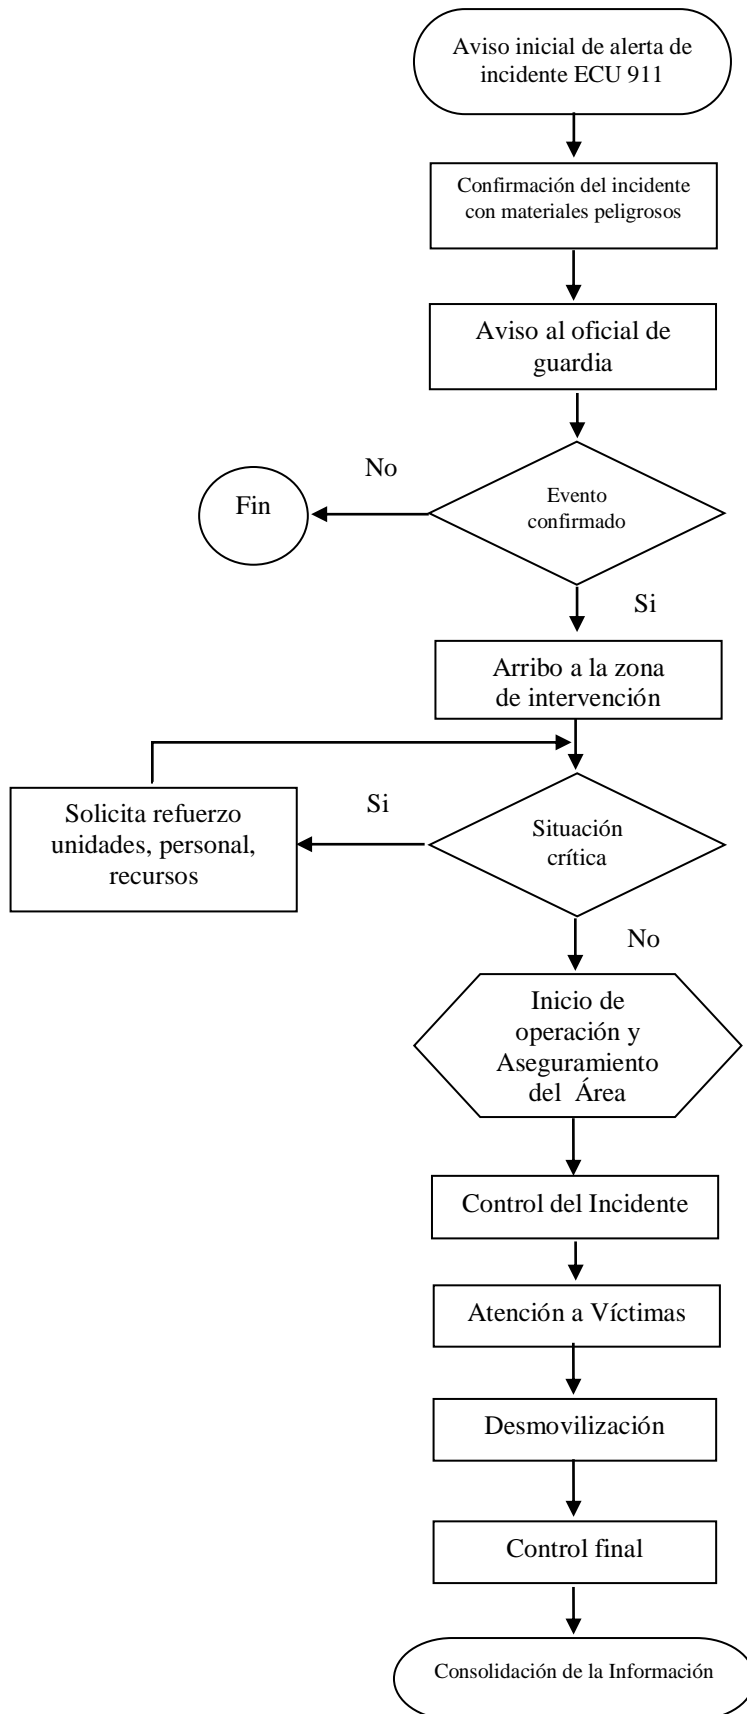 Aviso inicial de alerta de
incidente ECU 911
Confirmación del incidente
con materiales peligrosos
Aviso al oficial de
guardia
No
Fin
Evento
confirmado
Si
Arribo a la zona
de intervención
Solicita refuerzo
unidades, personal,
recursos
Si
Situación
crítica
No
Inicio de
operación y
Aseguramiento
del Área
Control del Incidente
Atención a Víctimas
Desmovilización
Control final
Consolidación de la Información